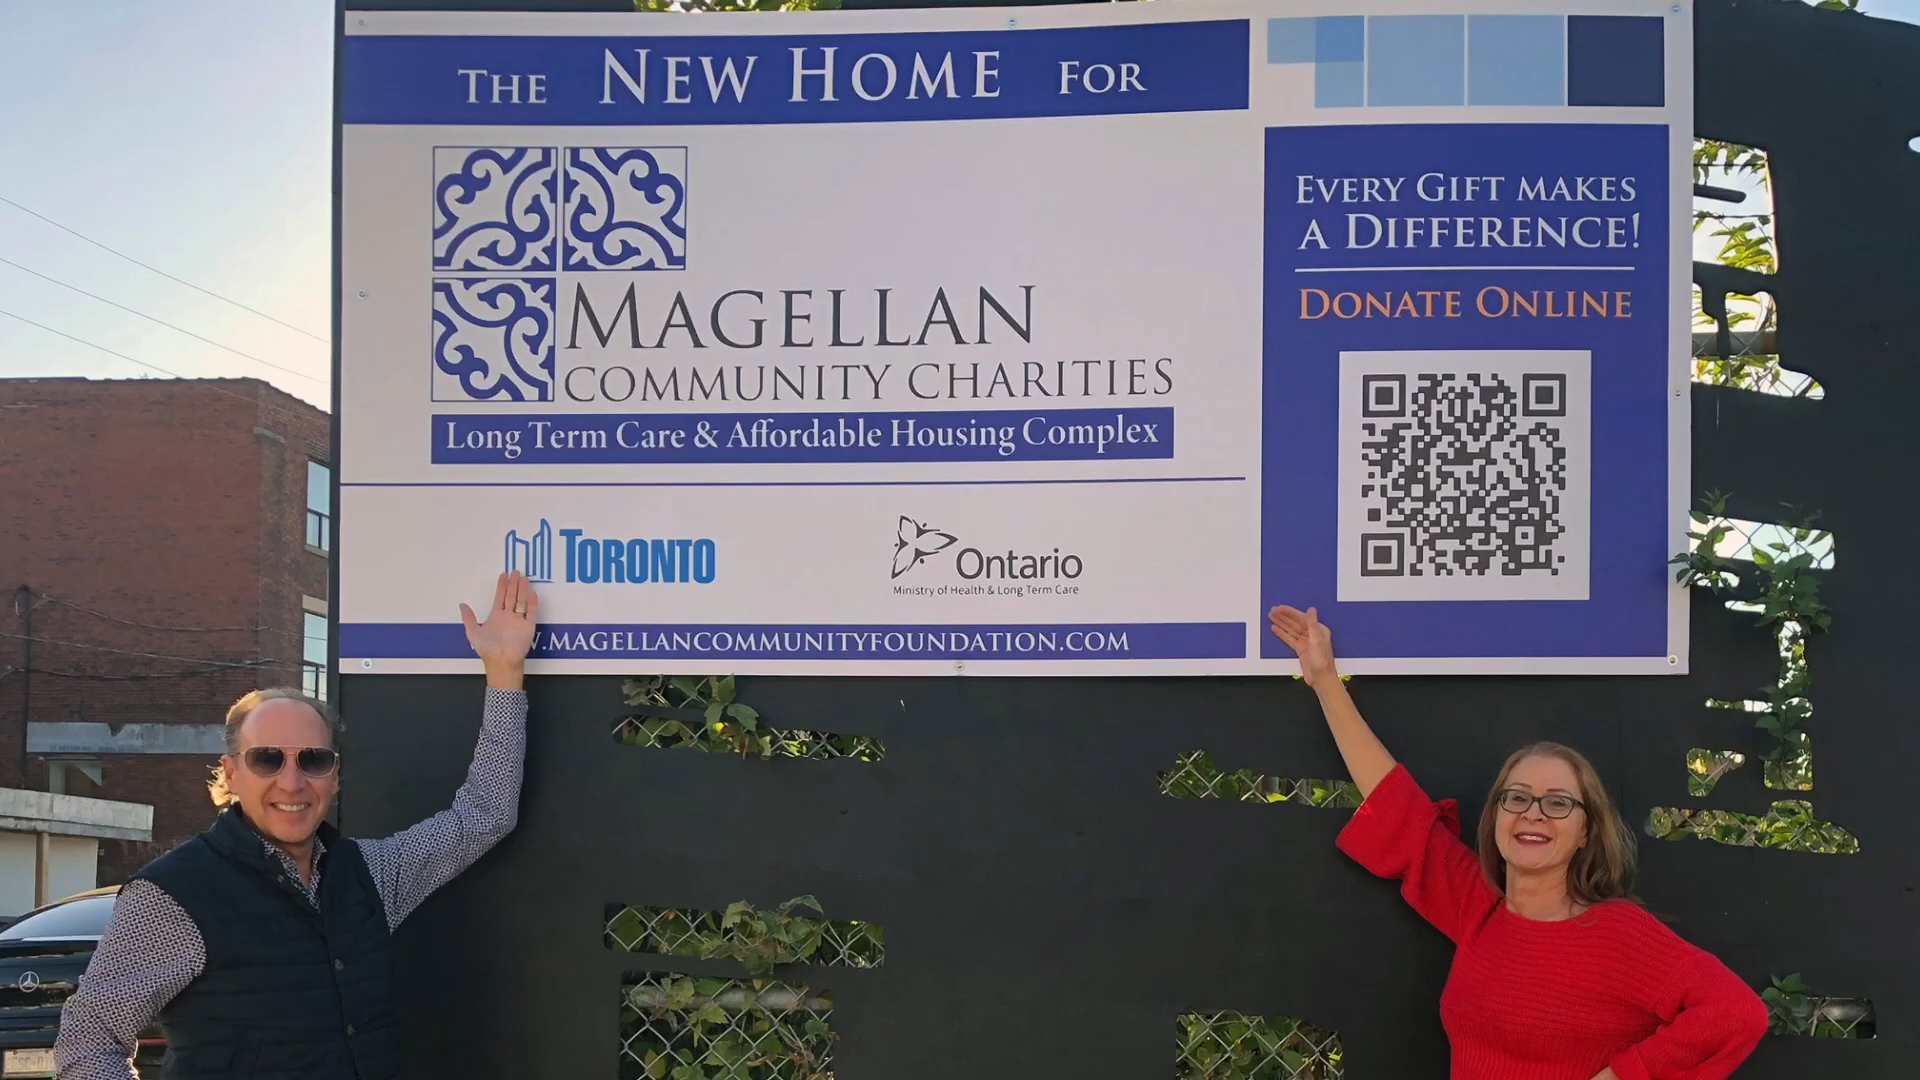 The New Home For
Magellan
Community Charities
Long Term Care & Affordable Housing Complex
Toronto
Ontario
Ministry of Health & Long Term Care
.magellancommunityfoundation.com
Every Gift makes
a Difference!
Donate Online